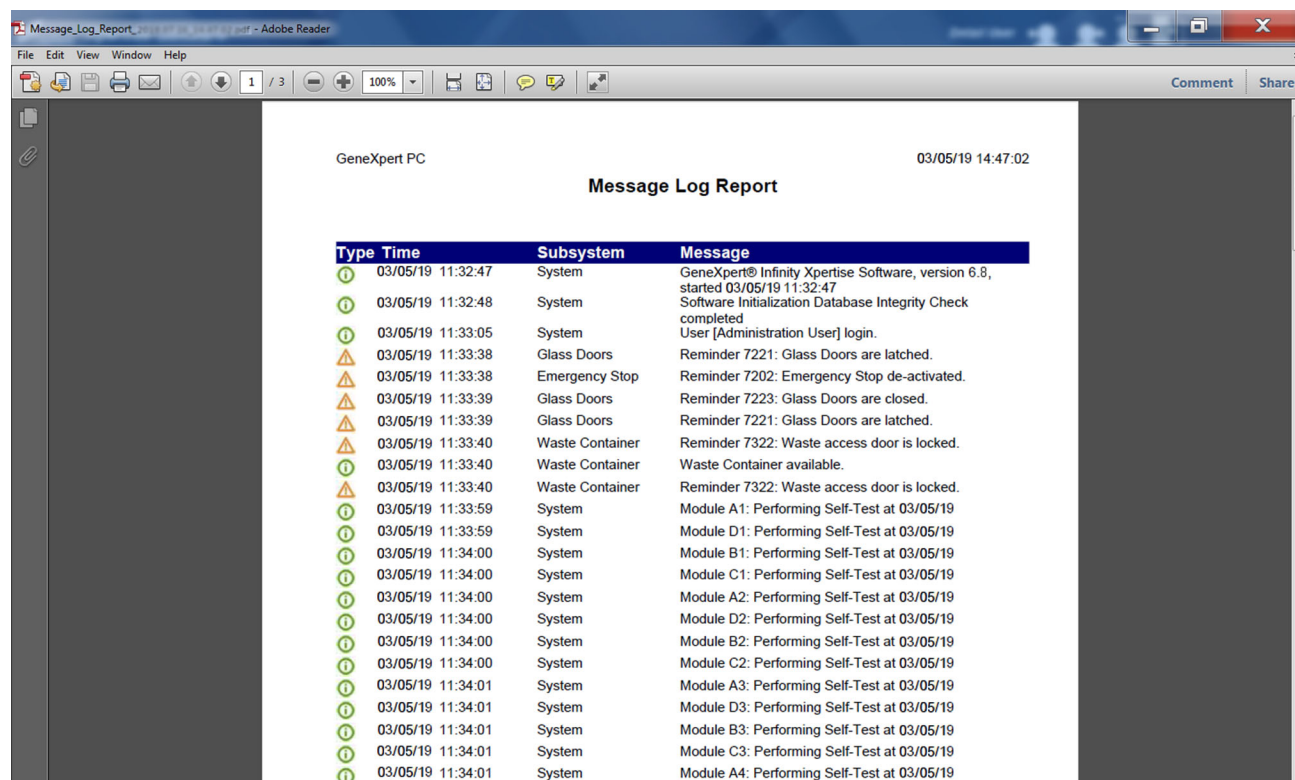 Message_Log_Report_ .pdf - Adobe Reader
File Edit View Window Help
1 / 3 100% Comment Share
GeneXpert PC 03/05/19 14:47:02
Message Log Report
Type Time Subsystem Message
03/05/19 11:32:47 System GeneXpert® Infinity Xpertise Software, version 6.8,
started 03/05/19 11:32:47
03/05/19 11:32:48 System Software Initialization Database Integrity Check
completed
03/05/19 11:33:05 System User [Administration User] login.
03/05/19 11:33:38 Glass Doors Reminder 7221: Glass Doors are latched.
03/05/19 11:33:38 Emergency Stop Reminder 7202: Emergency Stop de-activated.
03/05/19 11:33:39 Glass Doors Reminder 7223: Glass Doors are closed.
03/05/19 11:33:39 Glass Doors Reminder 7221: Glass Doors are latched.
03/05/19 11:33:40 Waste Container Reminder 7322: Waste access door is locked.
03/05/19 11:33:40 Waste Container Waste Container available.
03/05/19 11:33:40 Waste Container Reminder 7322: Waste access door is locked.
03/05/19 11:33:59 System Module A1: Performing Self-Test at 03/05/19
03/05/19 11:33:59 System Module D1: Performing Self-Test at 03/05/19
03/05/19 11:34:00 System Module B1: Performing Self-Test at 03/05/19
03/05/19 11:34:00 System Module C1: Performing Self-Test at 03/05/19
03/05/19 11:34:00 System Module A2: Performing Self-Test at 03/05/19
03/05/19 11:34:00 System Module D2: Performing Self-Test at 03/05/19
03/05/19 11:34:00 System Module B2: Performing Self-Test at 03/05/19
03/05/19 11:34:00 System Module C2: Performing Self-Test at 03/05/19
03/05/19 11:34:01 System Module A3: Performing Self-Test at 03/05/19
03/05/19 11:34:01 System Module D3: Performing Self-Test at 03/05/19
03/05/19 11:34:01 System Module B3: Performing Self-Test at 03/05/19
03/05/19 11:34:01 System Module C3: Performing Self-Test at 03/05/19
03/05/19 11:34:01 System Module A4: Performing Self-Test at 03/05/19